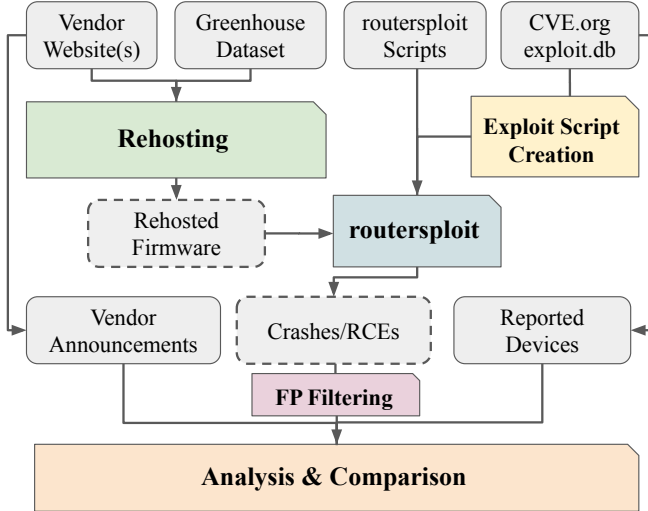 Vendor
Website(s)
Greenhouse
Dataset
routersploit
Scripts
CVE.org
exploit.db
Rehosting
Exploit Script
Creation
Rehosted
Firmware
routersploit
Vendor
Announcements
Crashes/RCEs
Reported
Devices
FP Filtering
Analysis & Comparison